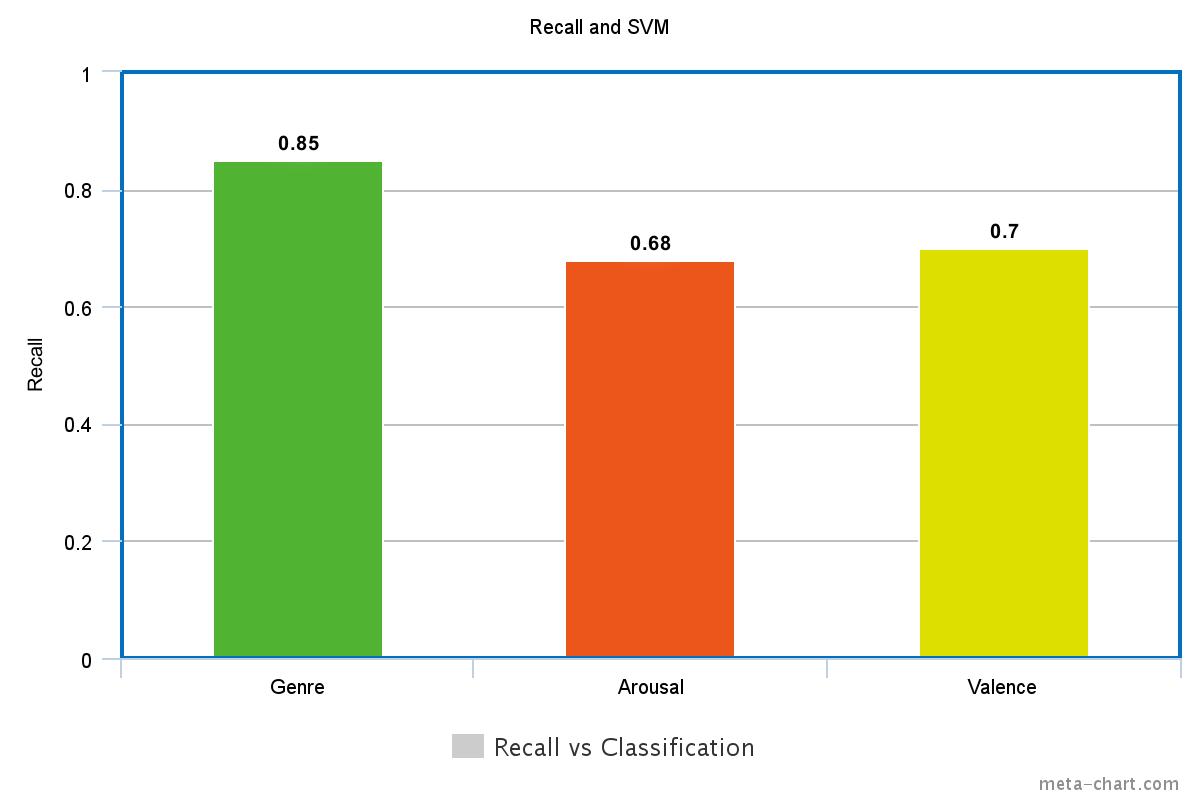 Recall and SVM
1
0.8
0.6
0.4
0.2
0
Recall
0.85
0.68
0.7
Genre
Arousal
Valence
Recall vs Classification
meta-chart.com